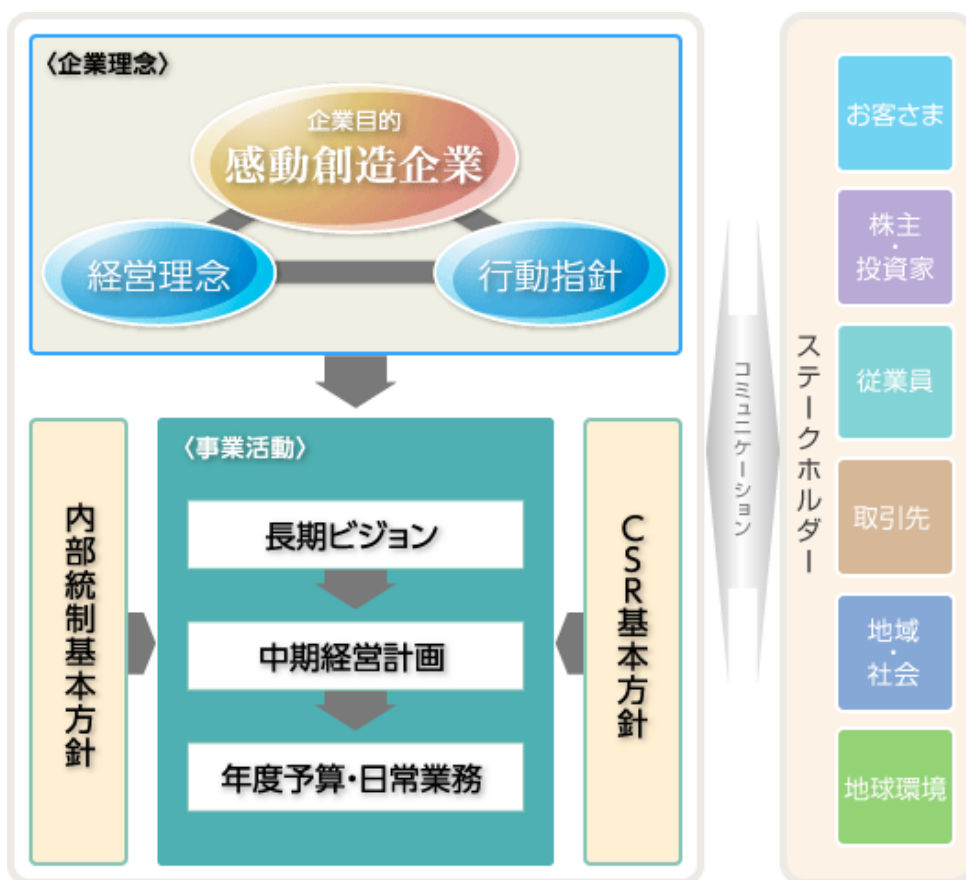 〈企業理念〉
企業目的
感動創造企業
経営理念
行動指針
内部統制基本方針
〈事業活動〉
長期ビジョン
中期経営計画
年度予算・日常業務
CSR基本方針
コミュニケーション
ステークホルダー
お客さま
株主
・
投資家
従業員
取引先
地域
・
社会
地球環境